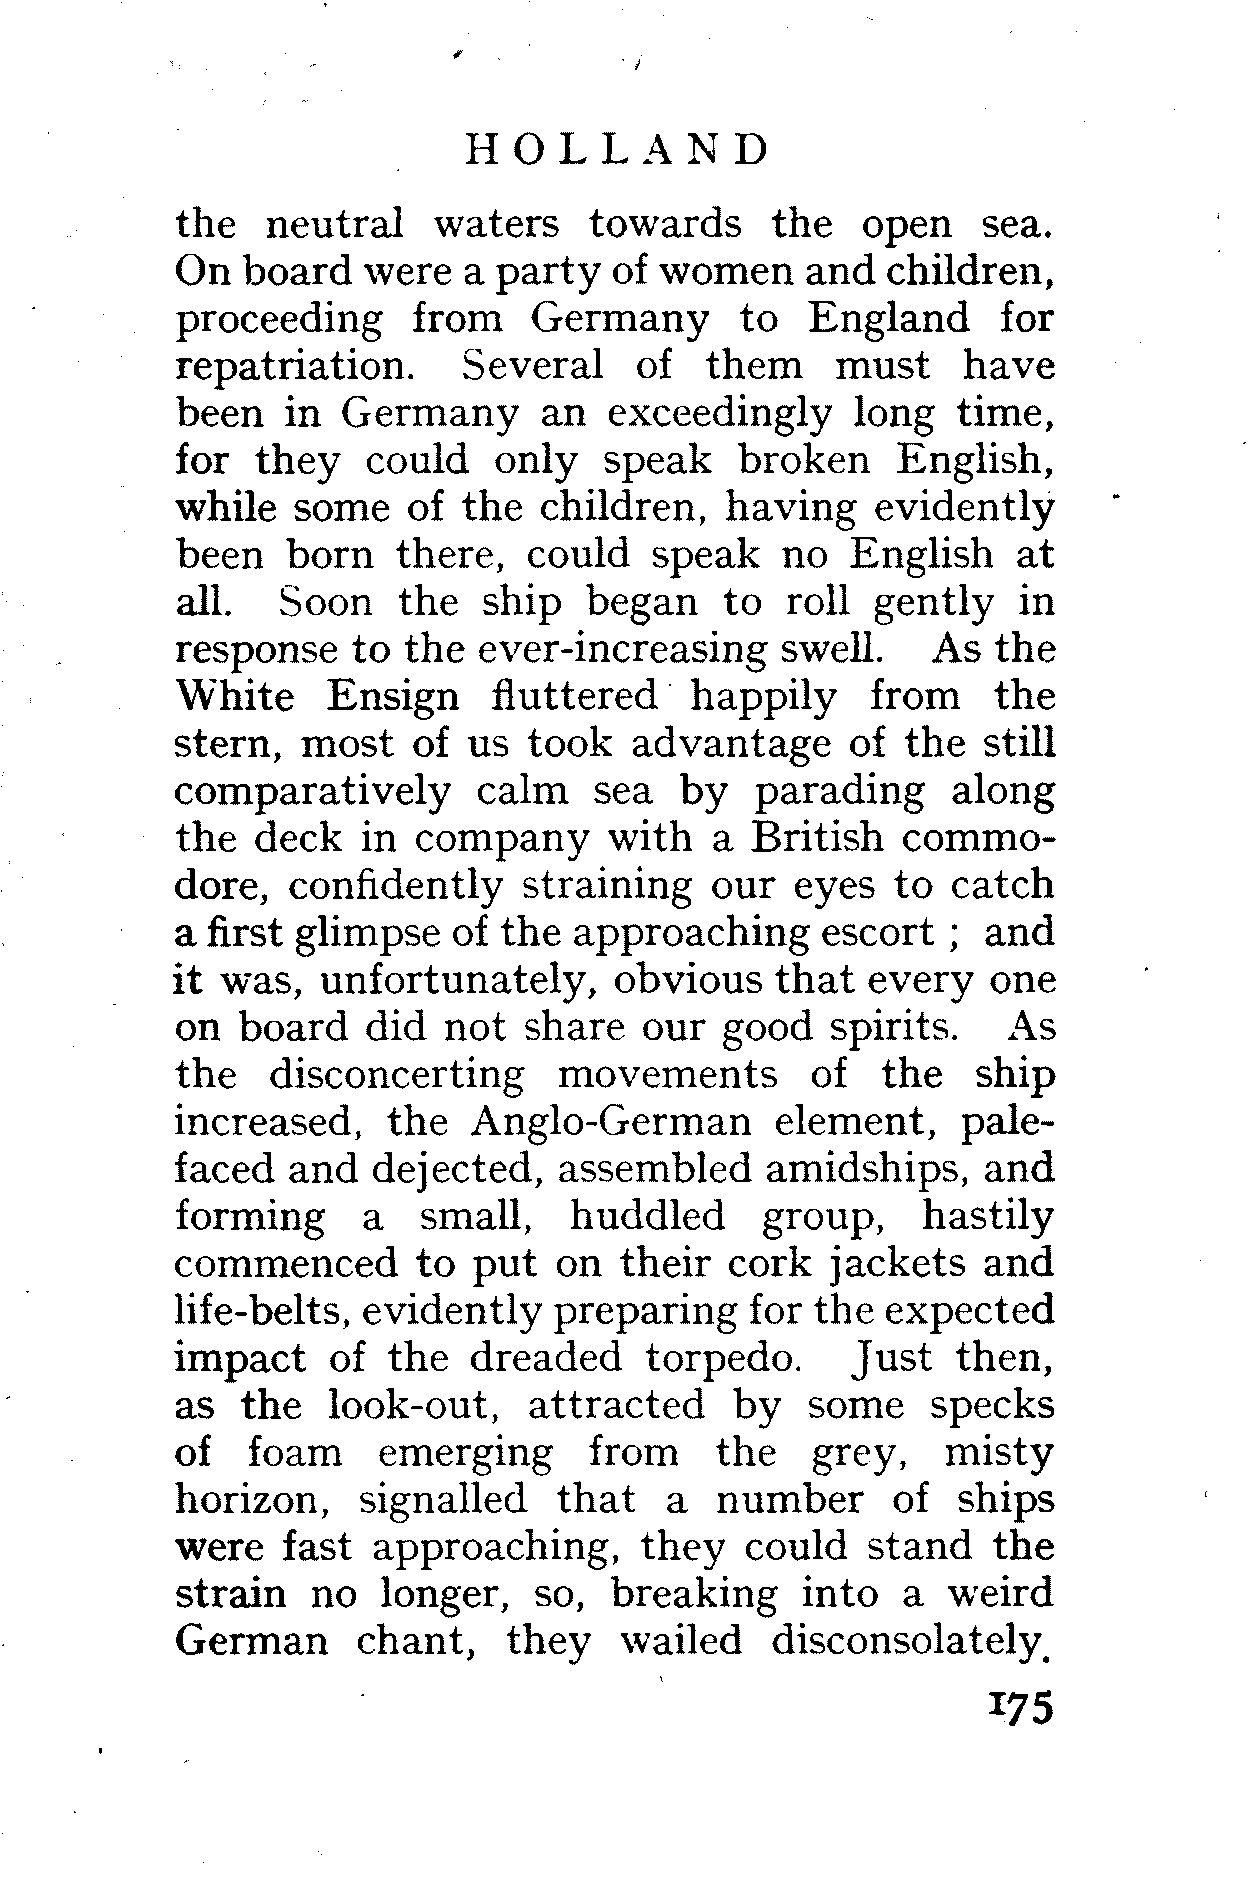 HOLLAND
the neutral waters towards the open sea.
On board were a party of women and children,
proceeding from Germany to England for
repatriation. Several of them must have
been in Germany an exceedingly long time,
for they could only speak broken English,
while some of the children, having evidently
been born there, could speak no English at
all. Soon the ship began to roll gently in
response to the ever-increasing swell. As the
White Ensign fluttered happily from the
stern, most of us took advantage of the still
comparatively calm sea by parading along
the deck in company with a British commo-
dore, confidently straining our eyes to catch
a first glimpse of the approaching escort ; and
it was, unfortunately, obvious that every one
on board did not share our good spirits. As
the disconcerting movements of the ship
increased, the Anglo-German element, pale-
faced and dejected, assembled amidships, and
forming a small, huddled group, hastily
commenced to put on their cork jackets and
life-belts, evidently preparing for the expected
impact of the dreaded torpedo. Just then,
as the look-out, attracted by some specks
of foam emerging from the grey, misty
horizon, signalled that a number of ships
were fast approaching, they could stand the
strain no longer, so, breaking into a weird
German chant, they wailed disconsolately.
175